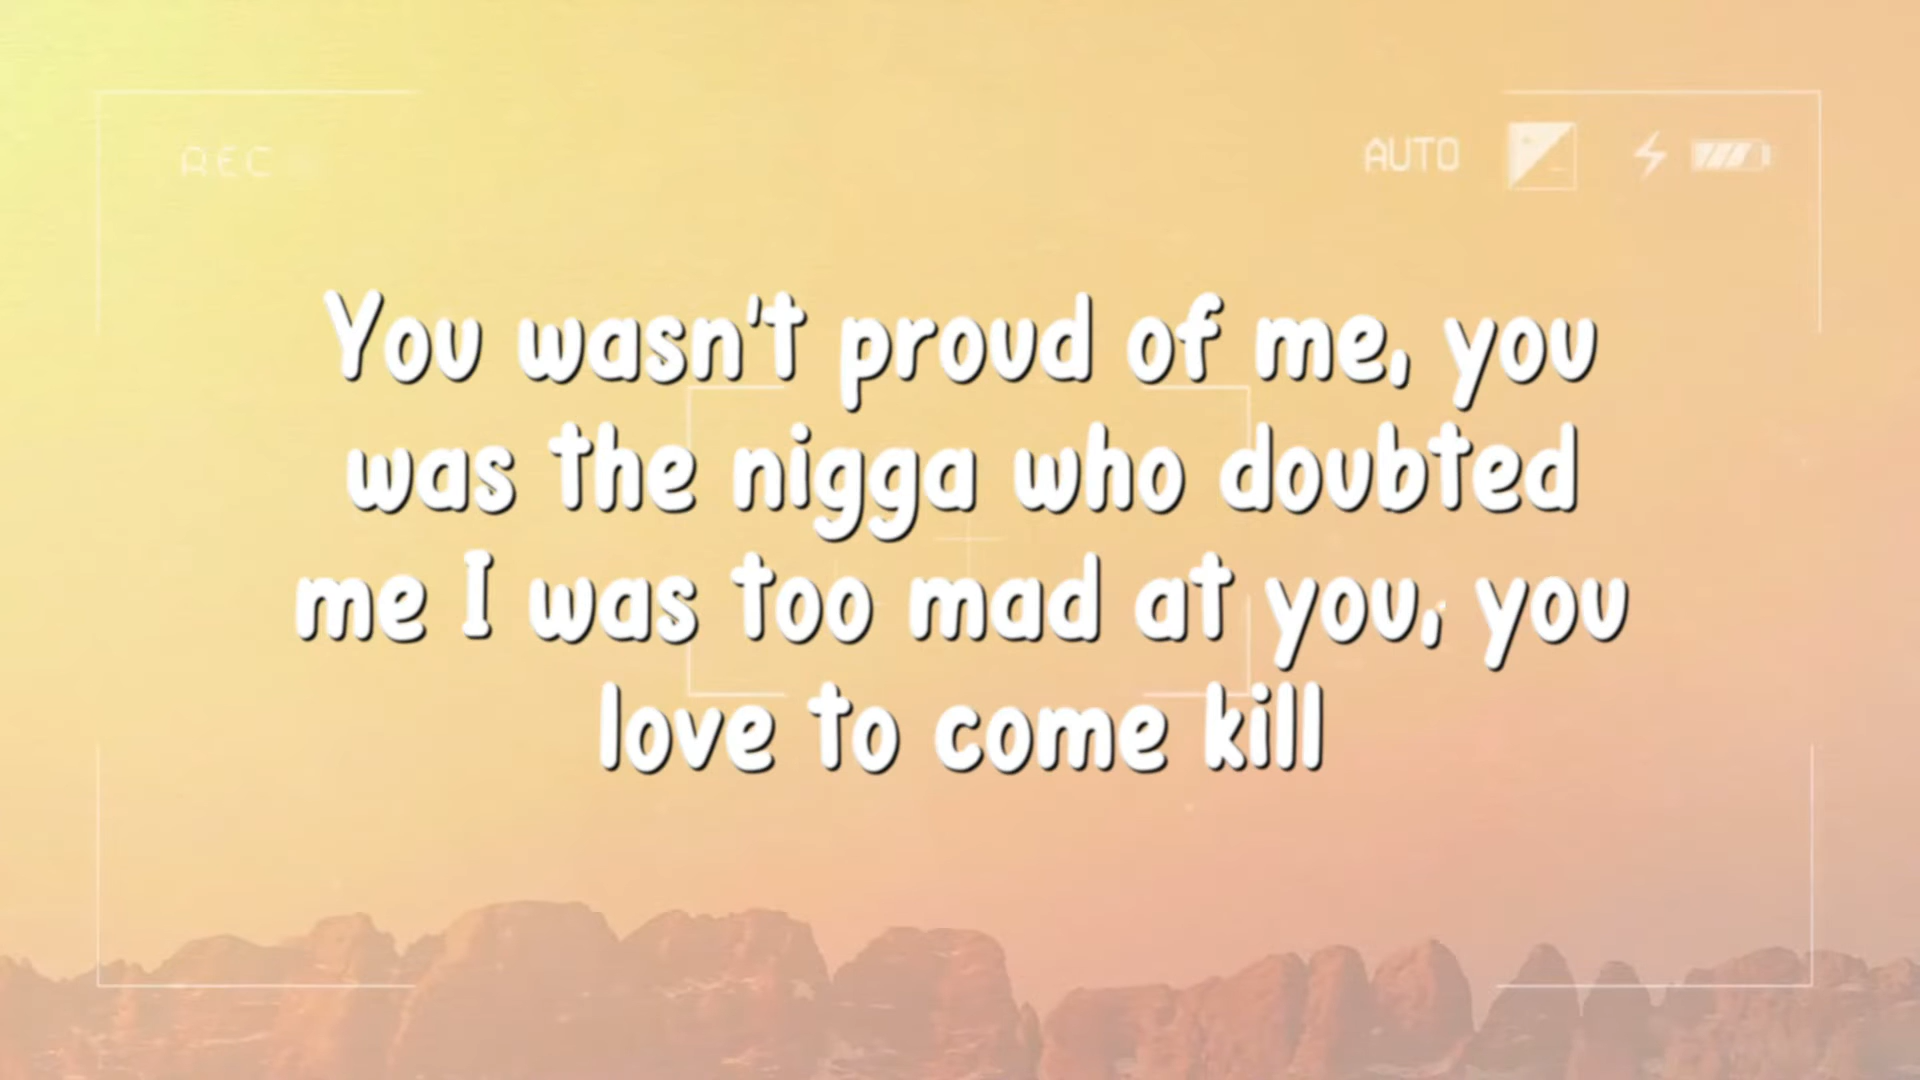 REC
AUTO
You wasn't proud of me, you
was the nigga who doubted
me I was too mad at you, you
love to come kill